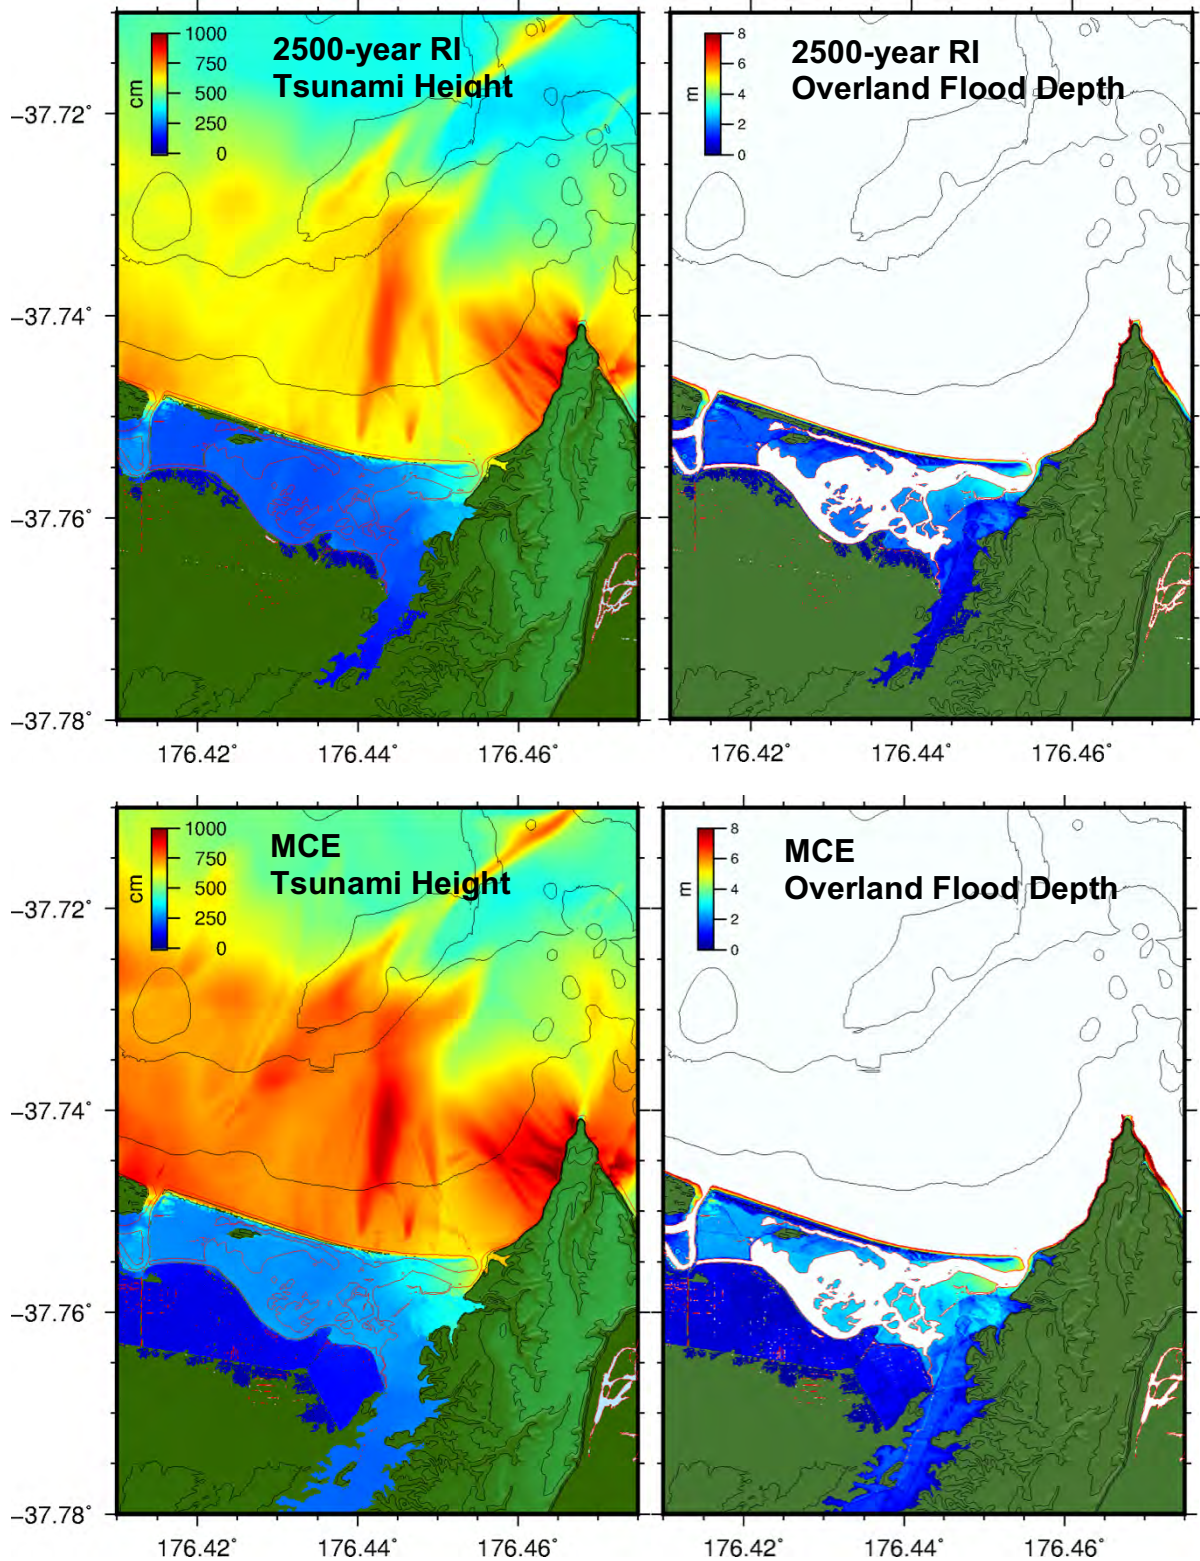 2500-year RI
Tsunami Height
1000
750
500
250
0
cm
2500-year RI
Overland Flood Depth
8
6
4
2
0
m
−37.72˚
−37.74˚
−37.76˚
−37.78˚
176.42˚ 176.44˚ 176.46˚
176.42˚ 176.44˚ 176.46˚
MCE
Tsunami Height
1000
750
500
250
0
cm
MCE
Overland Flood Depth
8
6
4
2
0
m
−37.72˚
−37.74˚
−37.76˚
−37.78˚
176.42˚ 176.44˚ 176.46˚
176.42˚ 176.44˚ 176.46˚